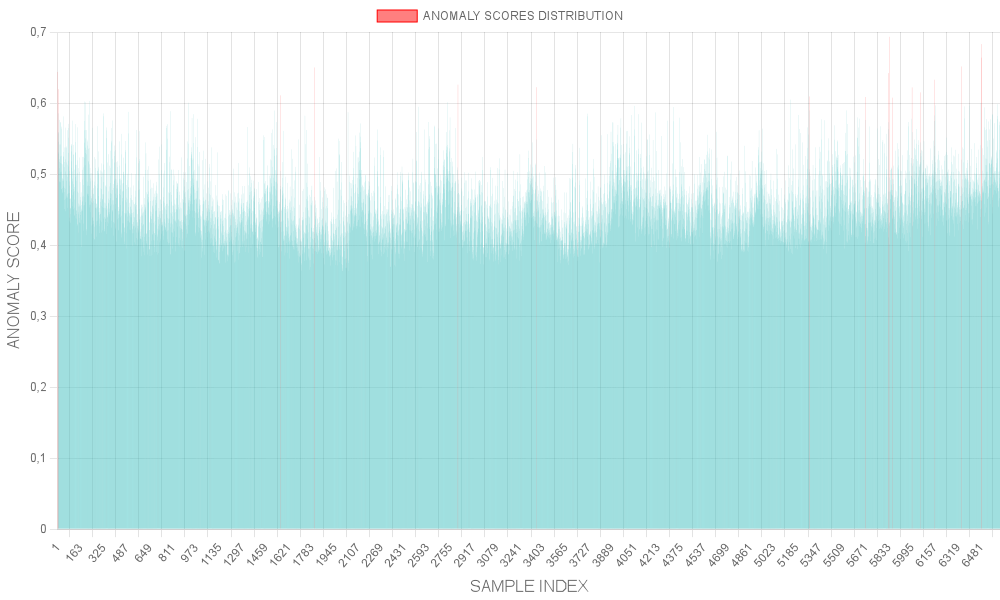 ANOMALY SCORES DISTRIBUTION
0,7
0,6
0,5
0,4
0,3
0,2
0,1
0
ANOMALY SCORE
1 163 325 487 649 811 973 1135 1297 1459 1621 1783 1945 2107 2269 2431 2593 2755 2917 3079 3241 3403 3565 3727 3889 4051 4213 4375 4537 4699 4861 5023 5185 5347 5509 5671 5833 5995 6157 6319 6481
SAMPLE INDEX